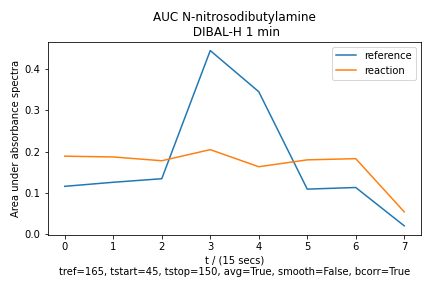 AUC N-nitrosodibutylamine
DIBAL-H 1 min
reference
reaction
Area under absorbance spectra
0.4
0.3
0.2
0.1
0.0
0 1 2 3 4 5 6 7
t / (15 secs)
tref=165, tstart=45, tstop=150, avg=True, smooth=False, bcorr=True